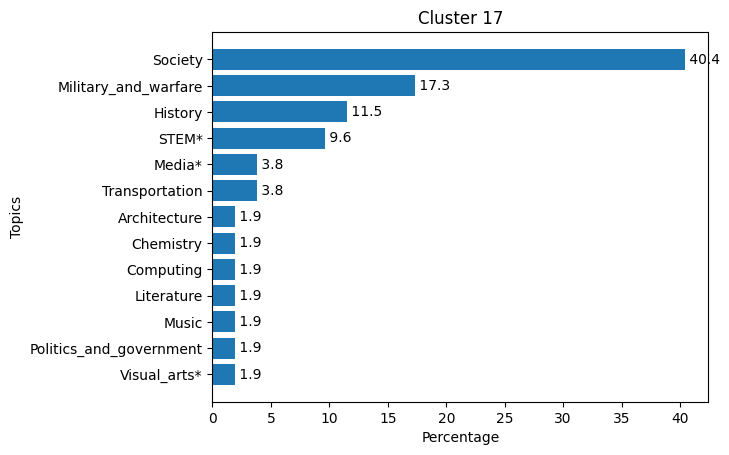 Cluster 17
Topics
Society 40.4
Military_and_warfare 17.3
History 11.5
STEM* 9.6
Media* 3.8
Transportation 3.8
Architecture 1.9
Chemistry 1.9
Computing 1.9
Literature 1.9
Music 1.9
Politics_and_government 1.9
Visual_arts* 1.9
0 5 10 15 20 25 30 35 40
Percentage